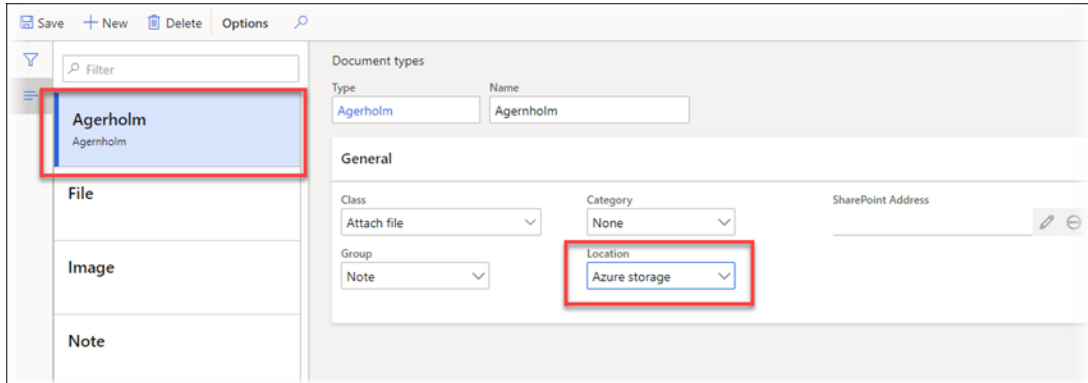 Save New Delete Options
Filter
Agerholm
Agernholm
File
Image
Note
Document types
Type Name
Agerholm Agernholm
General
Class Category SharePoint Address
Attach file None
Group Location
Note Azure storage